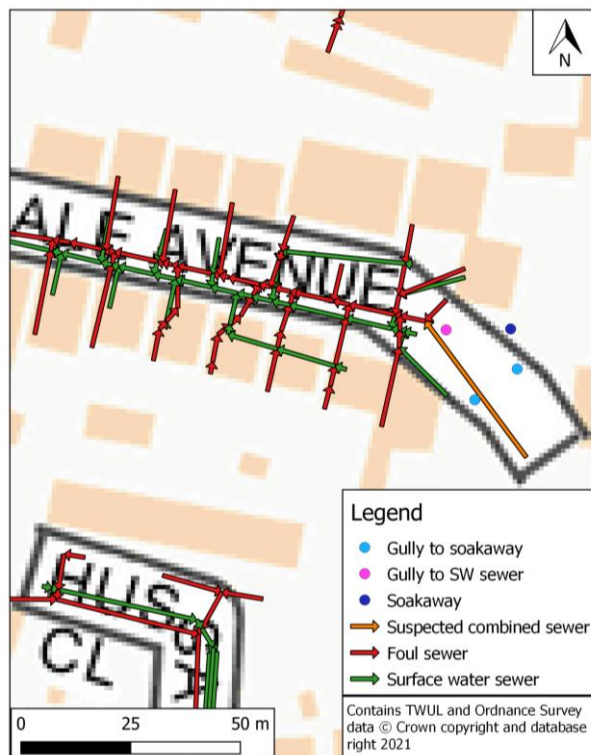 N
ALE AVENUE
HUSSA
CL
Legend
Gully to soakaway
Gully to SW sewer
Soakaway
Suspected combined sewer
Foul sewer
Surface water sewer
0 25 50 m
Contains TWUL and Ordnance Survey
data © Crown copyright and database
right 2021